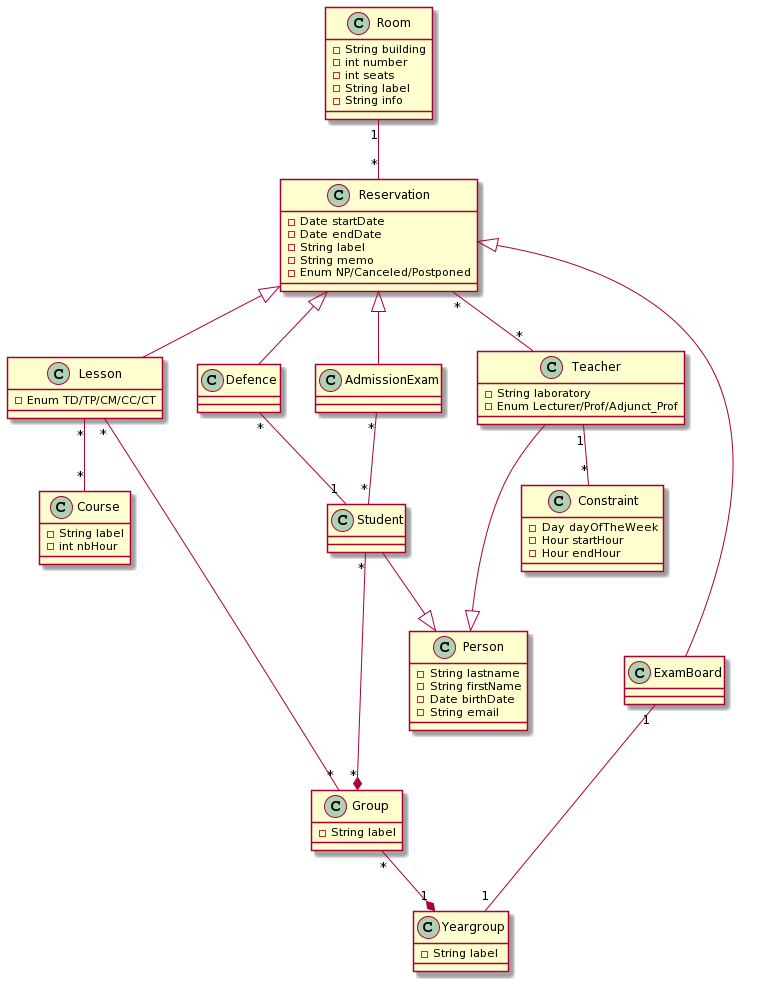 C Room
String building
int number
int seats
String label
String info
1
*
C Reservation
Date startDate
Date endDate
String label
String memo
Enum NP/Canceled/Postponed
*
*
C Lesson
Enum TD/TP/CM/CC/CT
C Defence
C AdmissionExam
C Teacher
String laboratory
Enum Lecturer/Prof/Adjunct_Prof
* *
*
*
1
* 1 * *
C Course
String label
int nbHour
C Student
C Constraint
Day dayOfTheWeek
Hour startHour
Hour endHour
*
C Person
String lastname
String firstName
Date birthDate
String email
C ExamBoard
1
* *
C Group
String label
*
1 1
C Yeargroup
String label